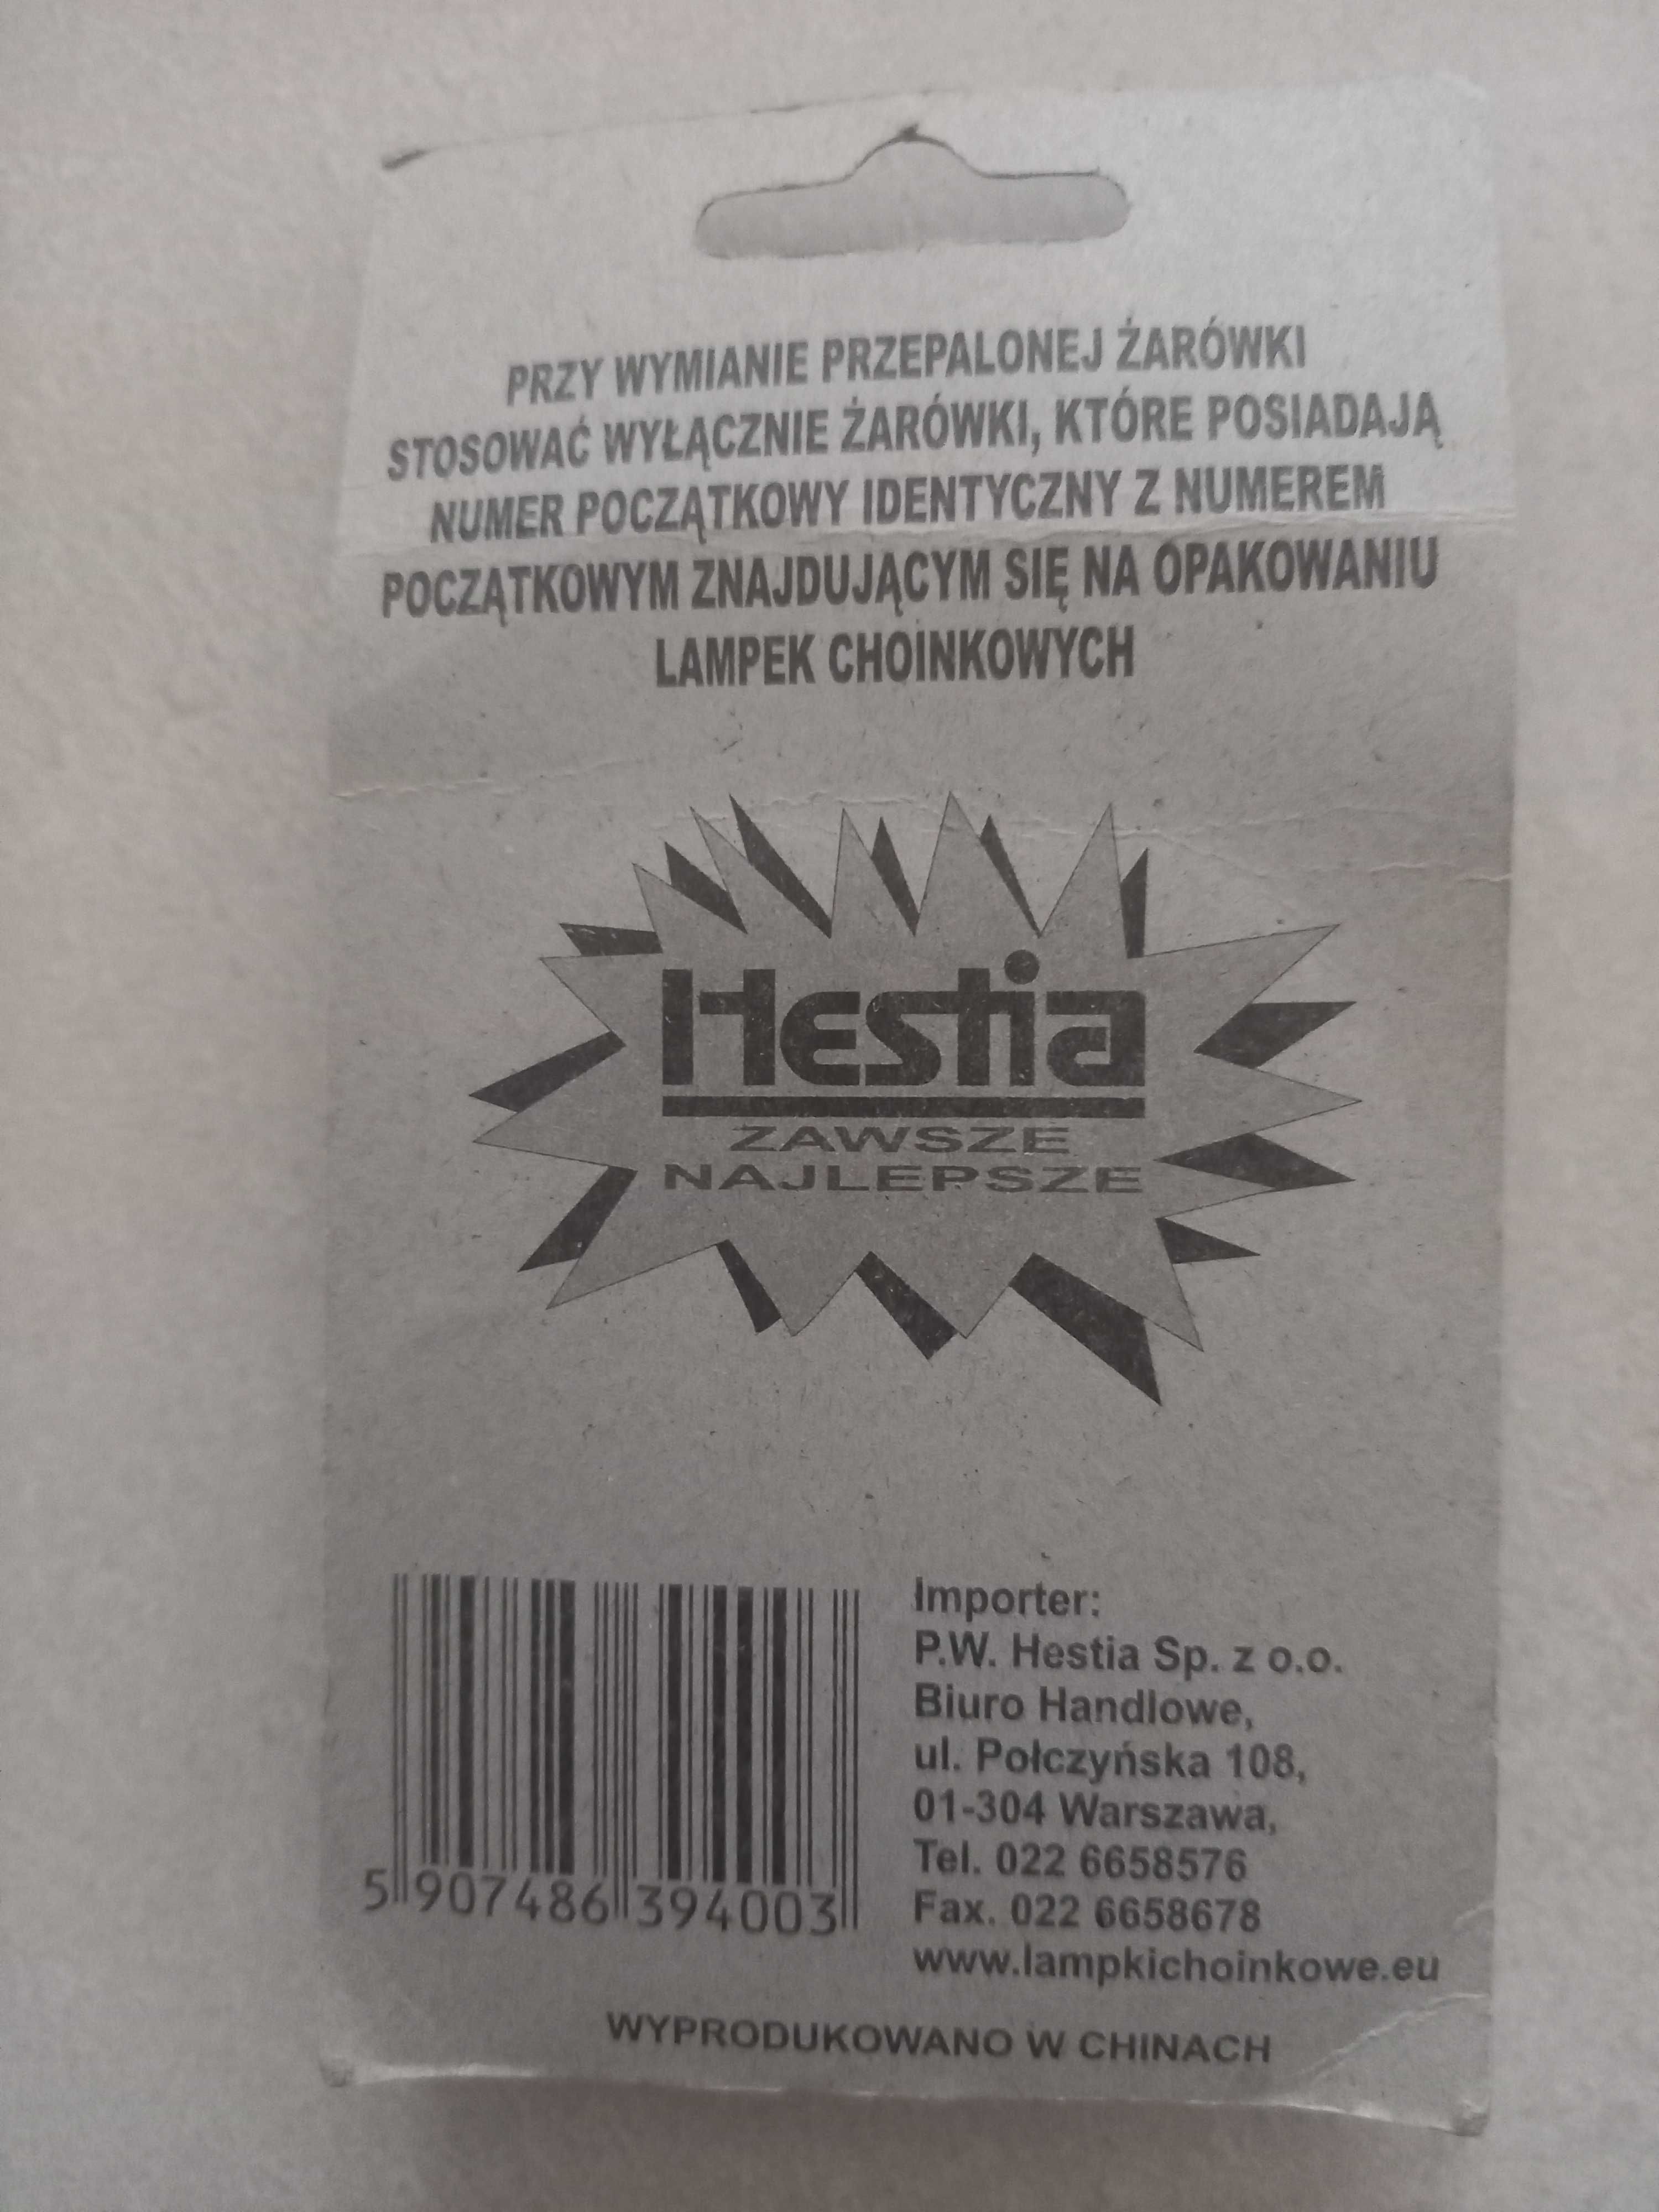 PRZY WYMIANIE PRZEPALONEJ ŻARÓWKI
STOSOWAĆ WYŁĄCZNIE ŻARÓWKI, KTÓRE POSIADAJĄ
NUMER POCZĄTKOWY IDENTYCZNY Z NUMEREM
POCZĄTKOWYM ZNAJDUJĄCYM SIĘ NA OPAKOWANIU
LAMPEK CHOINKOWYCH
Hestia
ZAWSZE
NAJLEPSZE
Importer:
P.W. Hestia Sp. z o.o.
Biuro Handlowe,
ul. Połczyńska 108,
01-304 Warszawa,
Tel. 022 6658576
Fax. 022 6658678
www.lampkichoinkowe.eu
5 907486 394003
WYPRODUKOWANO W CHINACH